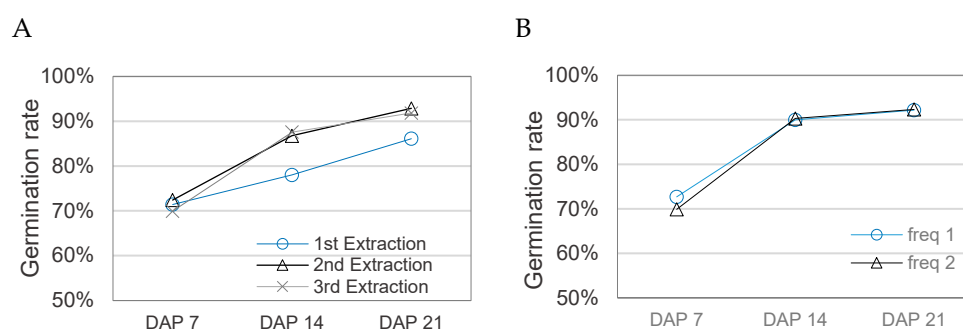 A
Germination rate
100%
90%
80%
70%
60%
50%
1st Extraction
2nd Extraction
3rd Extraction
DAP 7
DAP 14
DAP 21
B
Germination rate
100%
90%
80%
70%
60%
50%
freq 1
freq 2
DAP 7
DAP 14
DAP 21